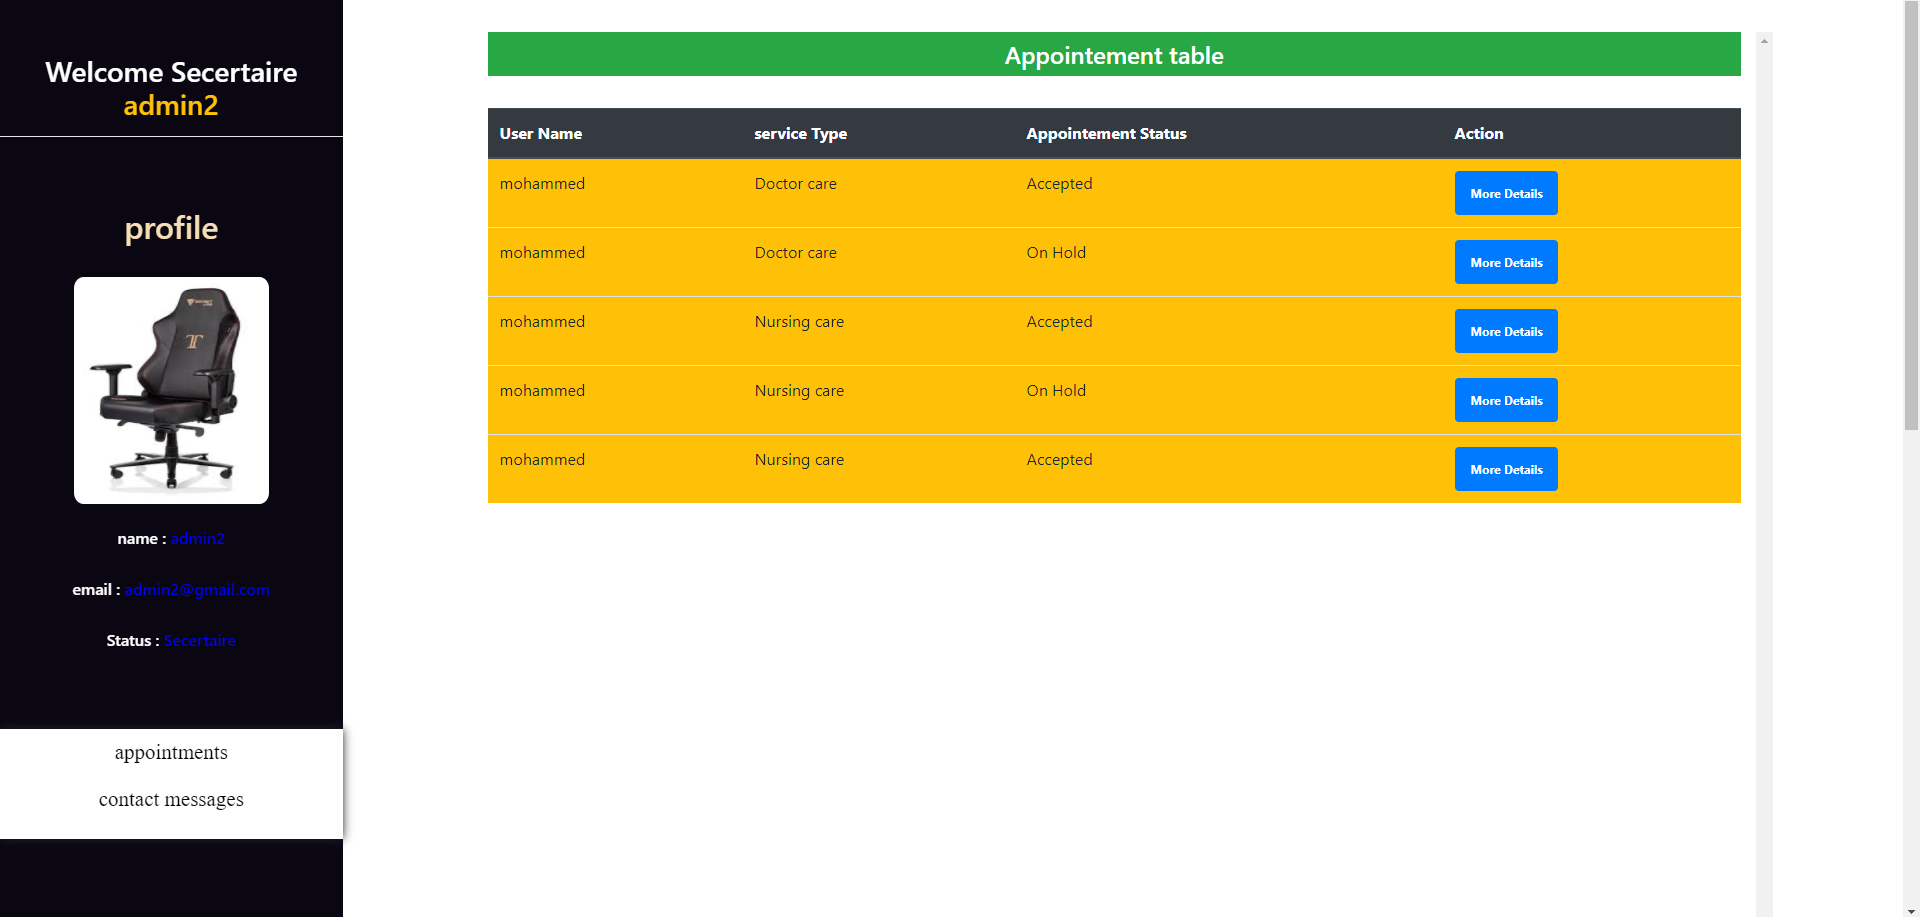 Welcome Secertaire
admin2
profile
name : admin2
email : admin2@gmail.com
Status : Secertaire
appointments
contact messages
Appointement table
User Name service Type Appointement Status Action
mohammed Doctor care Accepted More Details
mohammed Doctor care On Hold More Details
mohammed Nursing care Accepted More Details
mohammed Nursing care On Hold More Details
mohammed Nursing care Accepted More Details